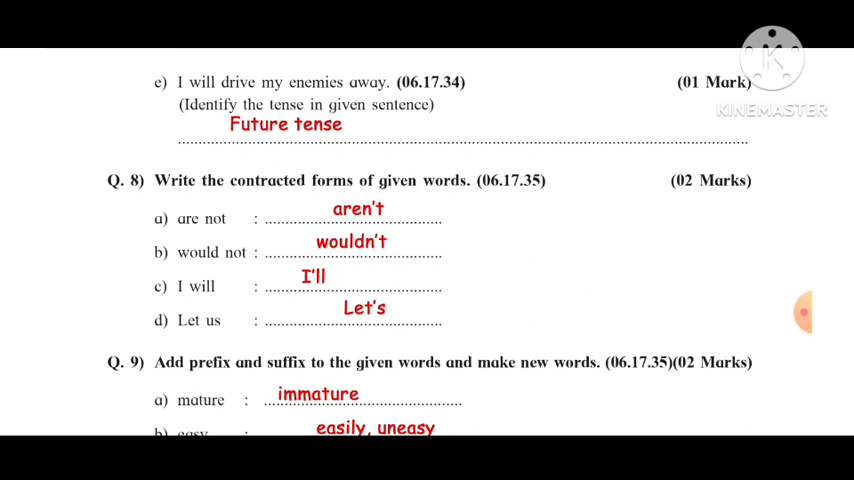 KINEMASTER
e) I will drive my enemies away. (06.17.34) (01 Mark)
(Identify the tense in given sentence)
Future tense
Q. 8) Write the contracted forms of given words. (06.17.35) (02 Marks)
a) are not : aren't
b) would not : wouldn't
c) I will : I'll
d) Let us : Let's
Q. 9) Add prefix and suffix to the given words and make new words. (06.17.35)(02 Marks)
a) mature : immature
b) easy : easily, uneasy